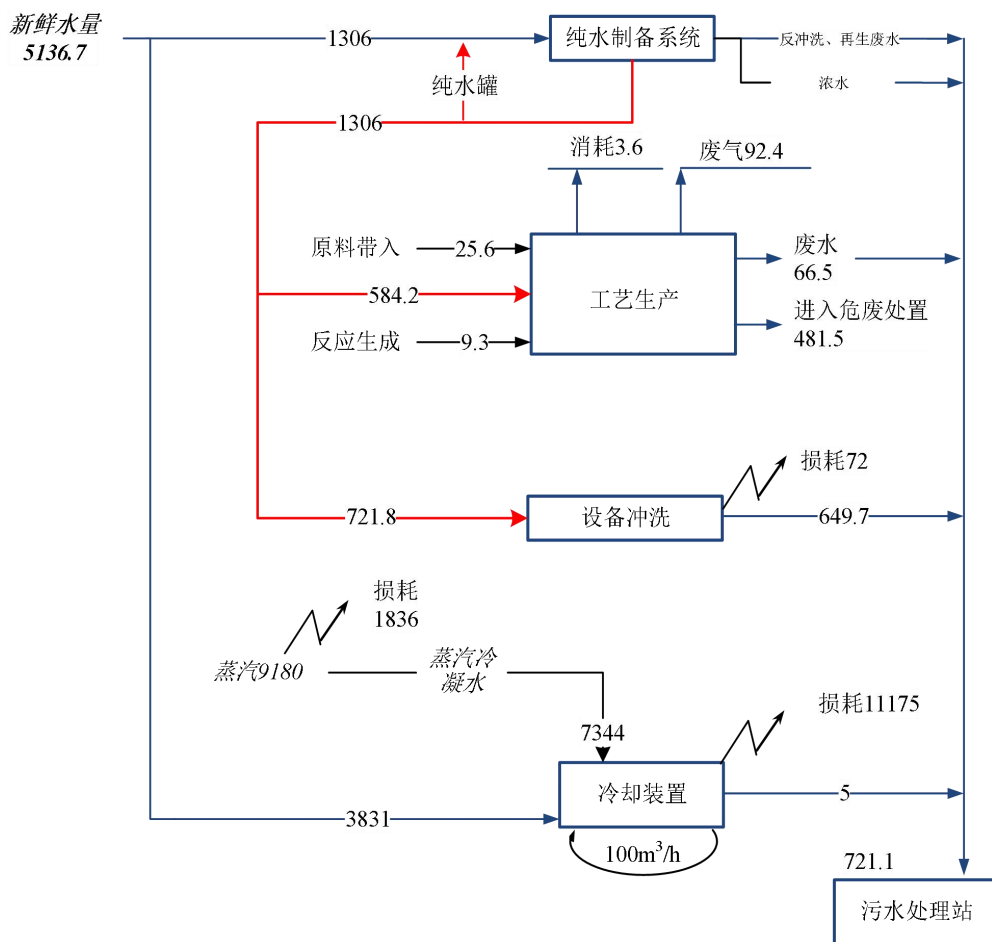 新鲜水量
5136.7
1306
纯水制备系统
反冲洗、再生废水
浓水
纯水罐
1306
消耗3.6
废气92.4
原料带入
25.6
584.2
反应生成
9.3
工艺生产
废水
66.5
进入危废处置
481.5
损耗72
721.8
设备冲洗
649.7
损耗
1836
蒸汽9180
蒸汽冷
凝水
7344
损耗11175
3831
冷却装置
5
100m³/h
721.1
污水处理站